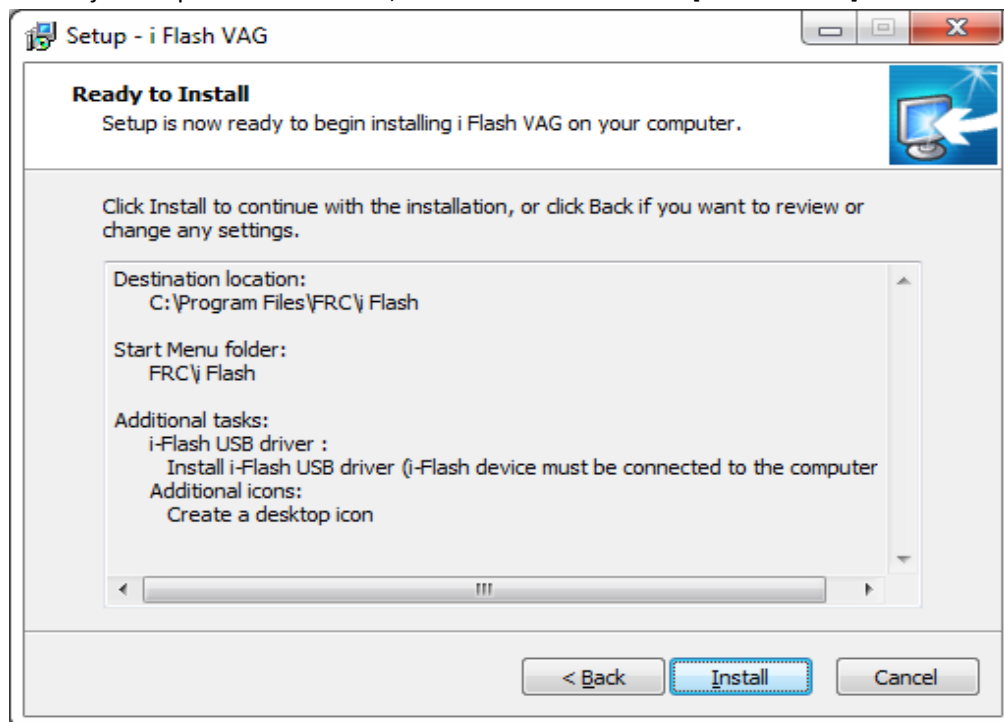 Setup - i Flash VAG
Ready to Install
Setup is now ready to begin installing i Flash VAG on your computer.
Click Install to continue with the installation, or click Back if you want to review or
change any settings.
Destination location:
C:\Program Files\FRC\i Flash
Start Menu folder:
FRC\i Flash
Additional tasks:
i-Flash USB driver :
Install i-Flash USB driver (i-Flash device must be connected to the computer
Additional icons:
Create a desktop icon
< Back
Install
Cancel